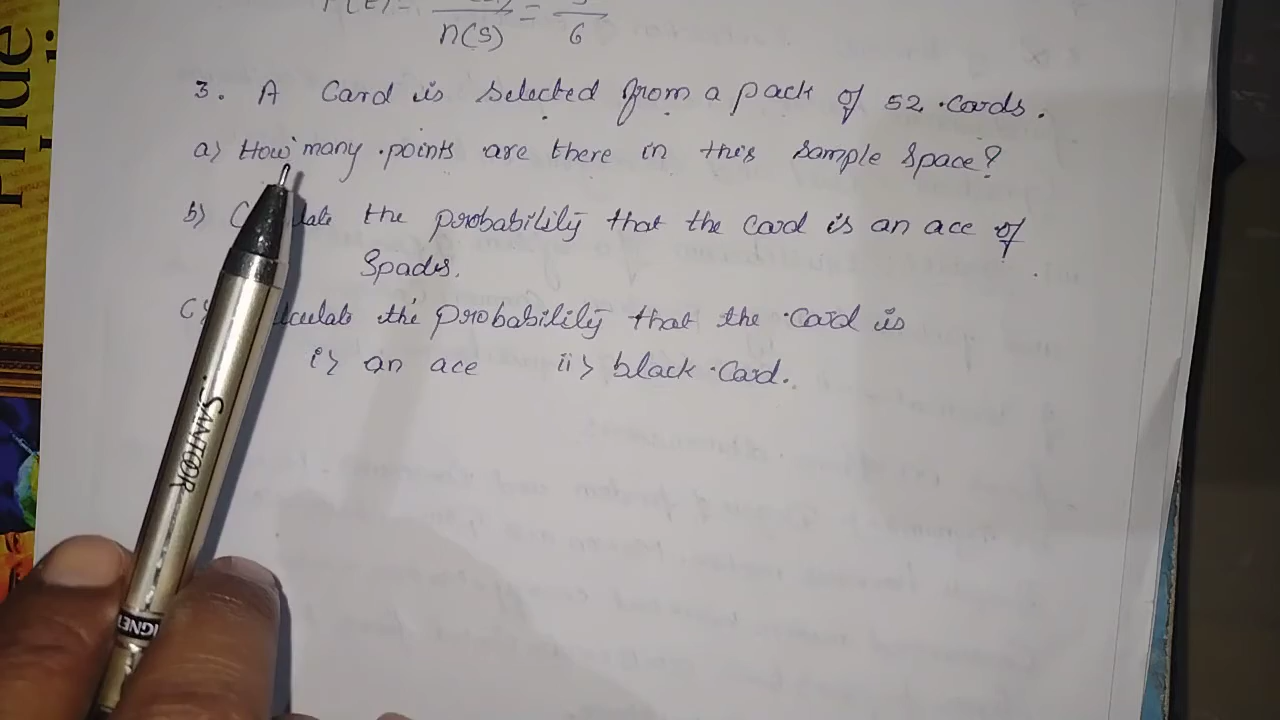 n(S) 6
3. A Card is selected from a pack of 52 cards.
a) How many points are there in this sample space?
b) the probability that the card is an ace of
Spades.
c) the probability that the card is
i) an ace ii) black card.
SANTOOR